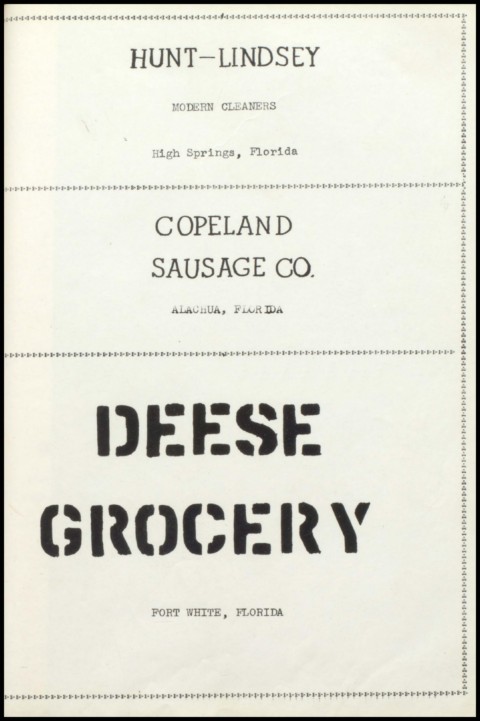 HUNT-LINDSEY
MODERN CLEANERS
High Springs, Florida
COPELAND
SAUSAGE CO.
ALACHUA, FLORIDA
DEESE
GROCERY
FORT WHITE, FLORIDA